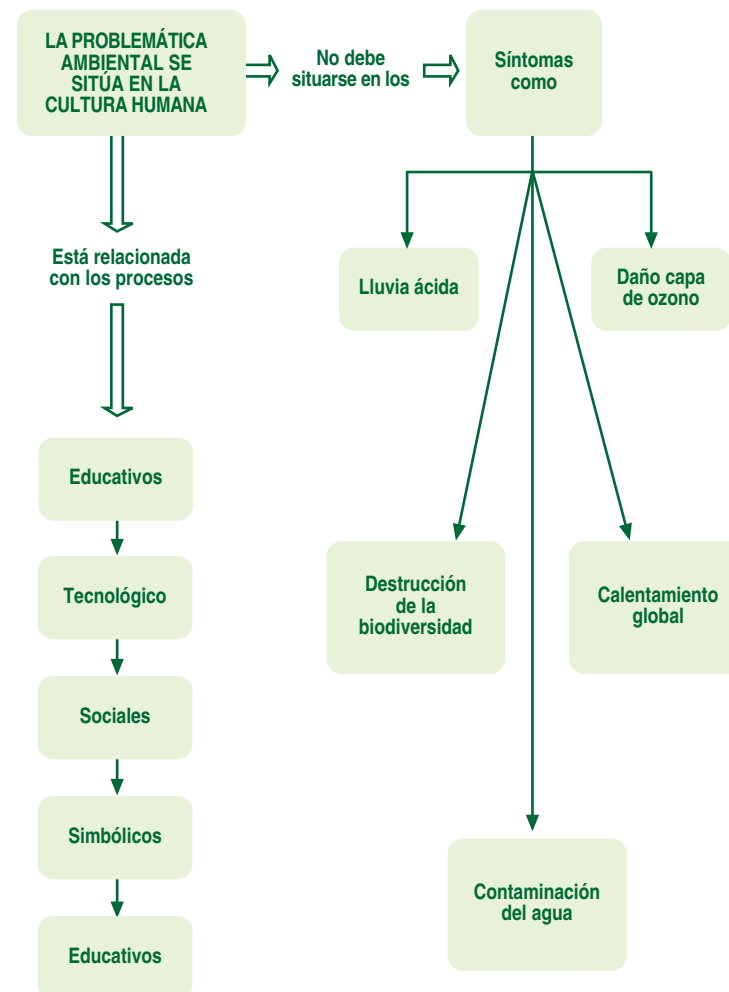 LA PROBLEMÁTICA
AMBIENTAL SE
SITÚA EN LA
CULTURA HUMANA
No debe
situarse en los
Síntomas
como
Está relacionada
con los procesos
Lluvia ácida
Daño capa
de ozono
Educativos
Tecnológico
Sociales
Simbólicos
Educativos
Destrucción
de la
biodiversidad
Calentamiento
global
Contaminación
del agua